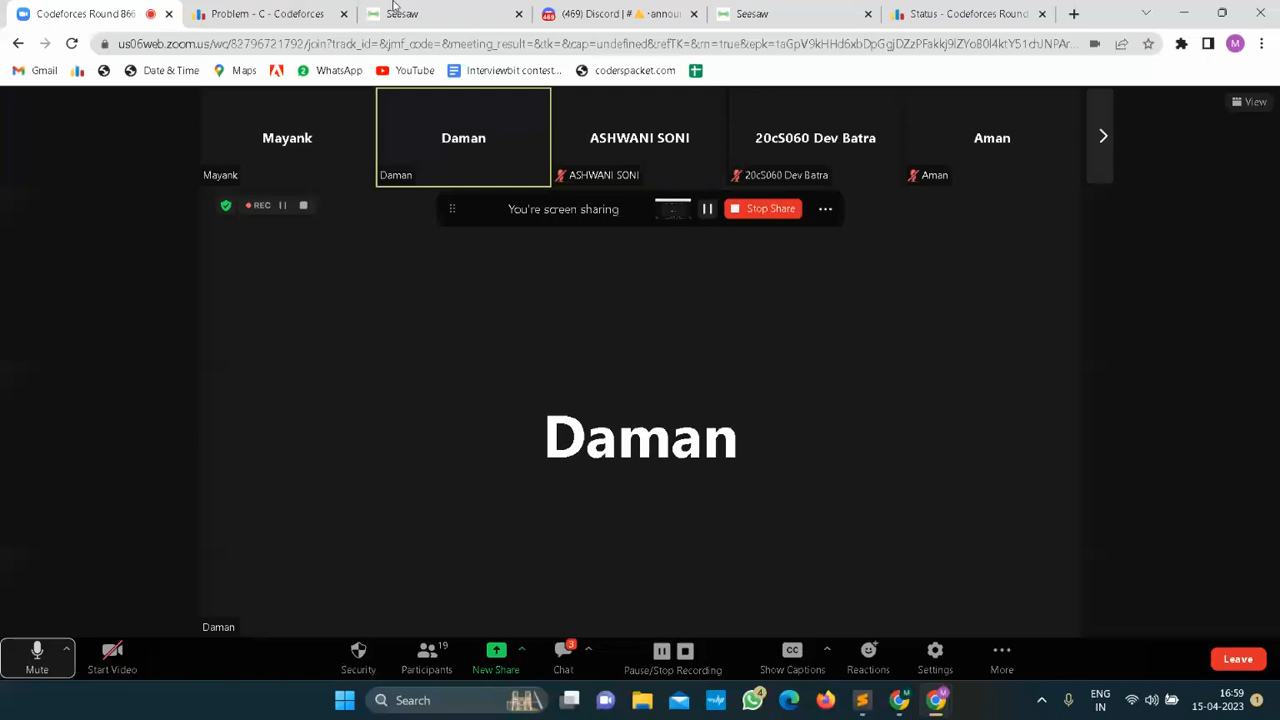 Codeforces Round 866
Problem - C - Codeforces
Seesaw
(469) Discord | # ⚠️・announ
Seesaw
Status - Codeforces Round
Gmail
Date & Time
Maps
WhatsApp
YouTube
Interviewbit contest...
coderspacket.com
View
Mayank
Daman
ASHWANI SONI
20cS060 Dev Batra
Aman
Mayank
Daman
ASHWANI SONI
20cS060 Dev Batra
Aman
REC
You're screen sharing
Stop Share
Daman
Daman
Mute
Start Video
Security
19
Participants
New Share
3
Chat
Pause/Stop Recording
CC
Show Captions
Reactions
Settings
More
Leave
Search
4
ENG
IN
16:59
15-04-2023